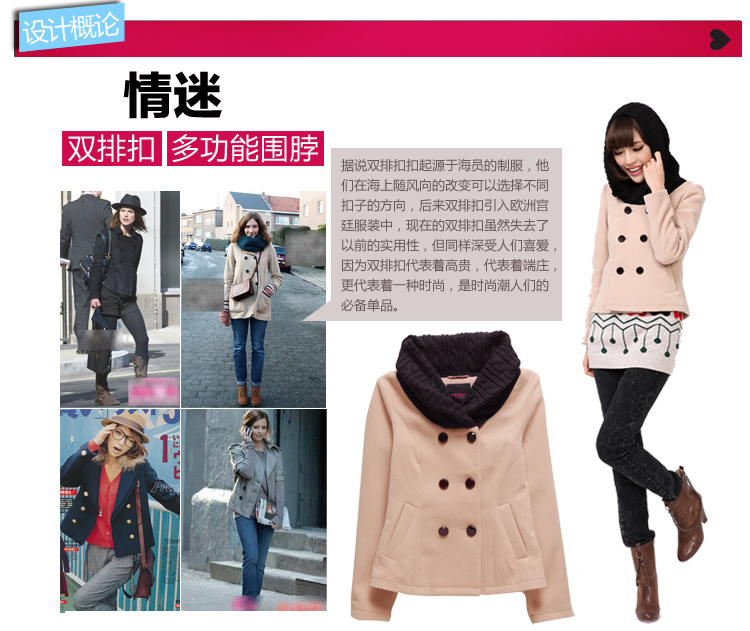 设计概论
情迷
双排扣 多功能围脖
据说双排扣扣起源于海员的制服，他
们在海上随风向的改变可以选择不同
扣子的方向，后来双排扣引入欧洲宫
廷服装中，现在的双排扣虽然失去了
以前的实用性，但同样深受人们喜爱，
因为双排扣代表着高贵，代表着端庄，
更代表着一种时尚，是时尚潮人们的
必备单品。